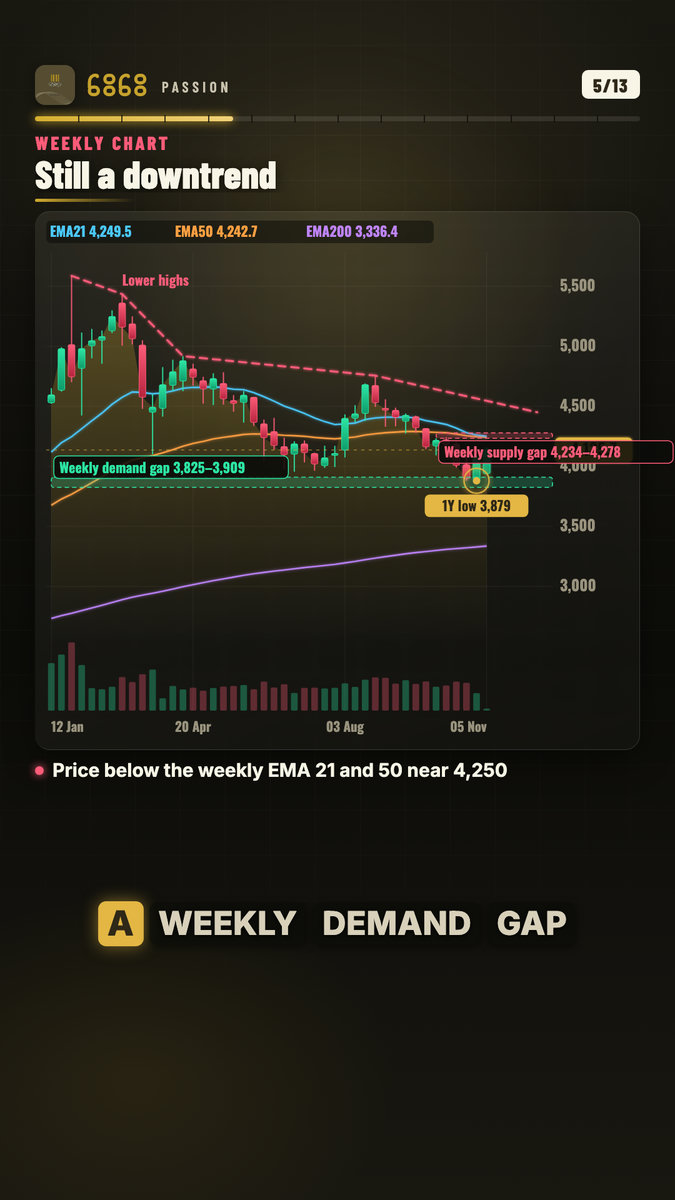 6868 PASSION
5/13
WEEKLY CHART
Still a downtrend
EMA21 4,249.5 EMA50 4,242.7 EMA200 3,336.4
Lower highs
5,500
5,000
4,500
Weekly supply gap 4,234–4,278
Weekly demand gap 3,825–3,909
4,000
1Y low 3,879
3,500
3,000
12 Jan 20 Apr 03 Aug 05 Nov
Price below the weekly EMA 21 and 50 near 4,250
A WEEKLY DEMAND GAP